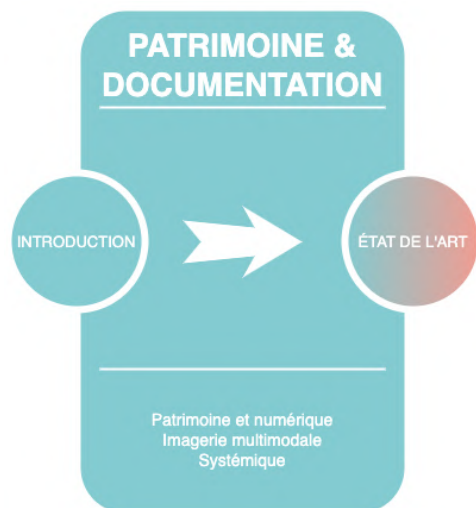 PATRIMOINE &
DOCUMENTATION
INTRODUCTION
ÉTAT DE L'ART
Patrimoine et numérique
Imagerie multimodale
Systémique